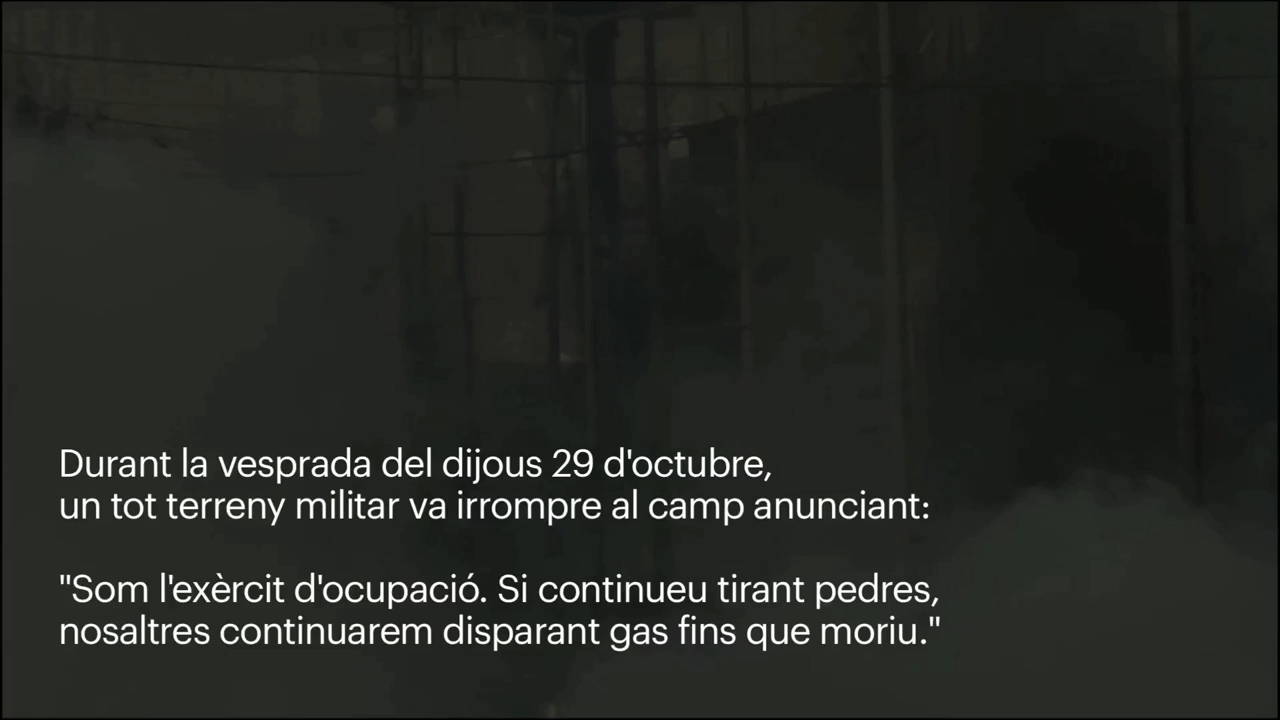 Durant la vesprada del dijous 29 d'octubre,
un tot terreny militar va irrompre al camp anunciant:
"Som l'exèrcit d'ocupació. Si continueu tirant pedres,
nosaltres continuarem disparant gas fins que moriu."